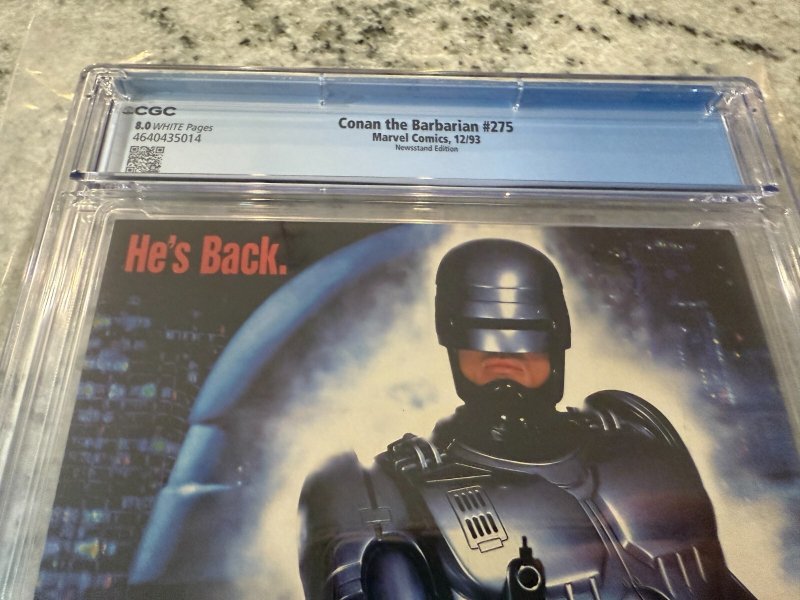 CGC
8.0 WHITE Pages
4640435014
Conan the Barbarian #275
Marvel Comics, 12/93
Newsstand Edition
He's Back.